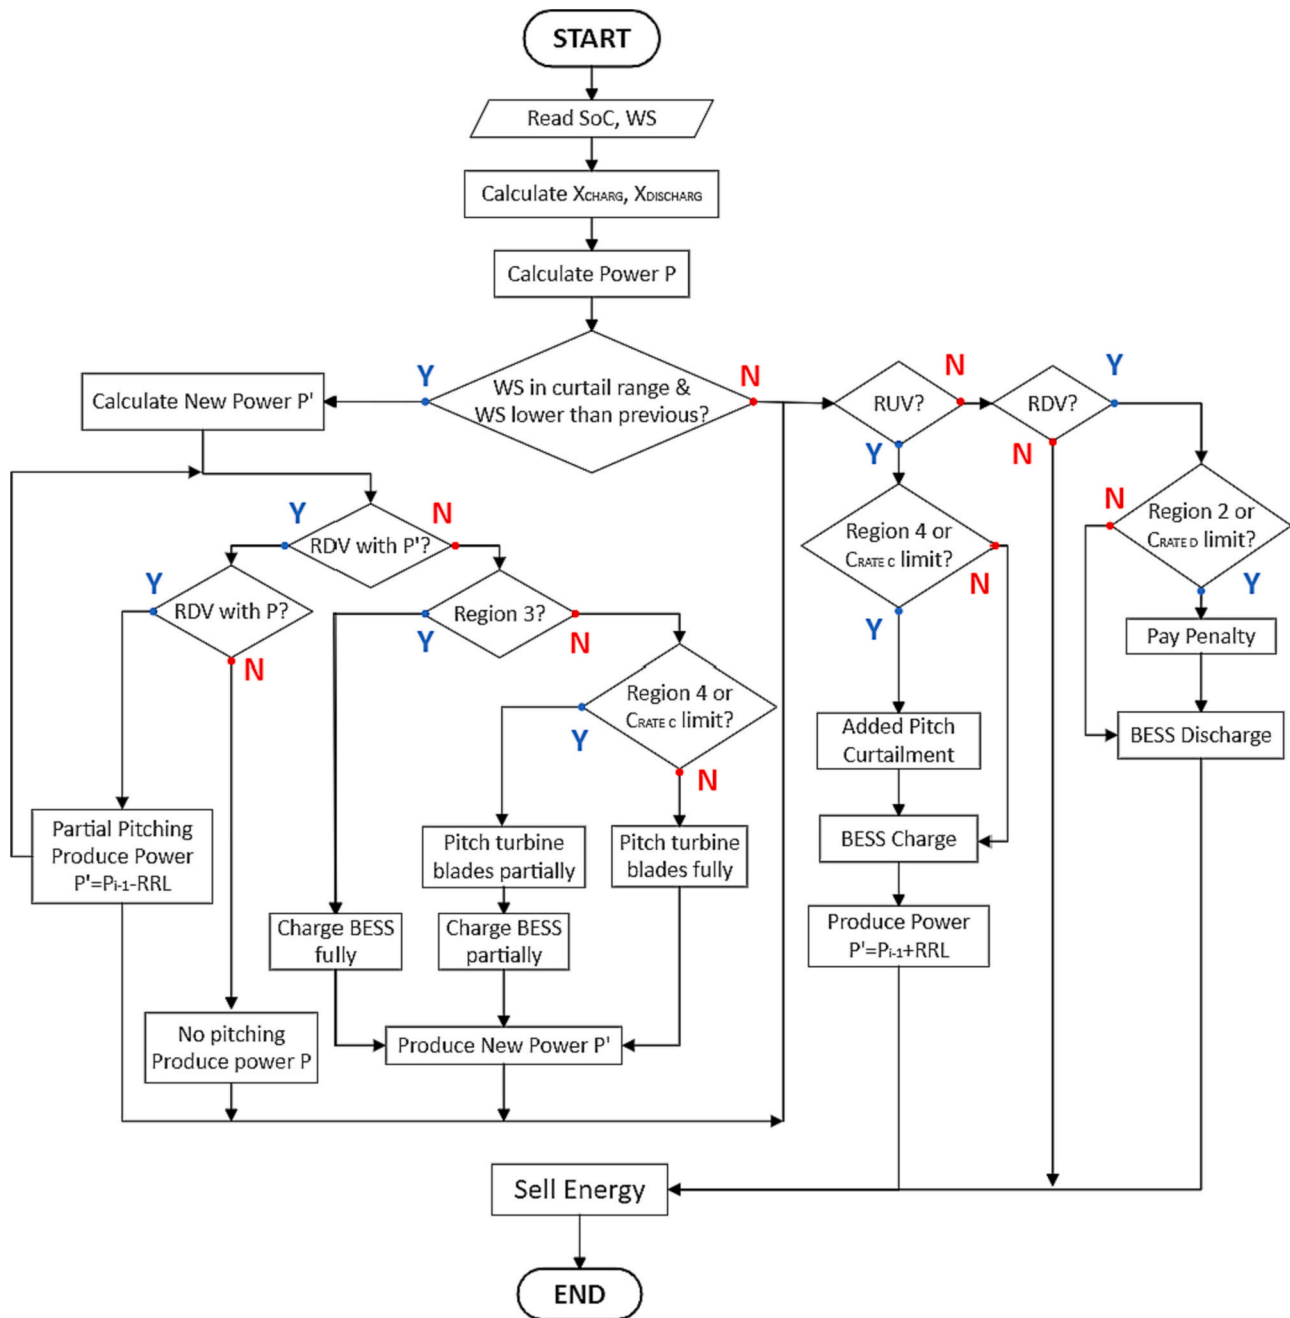 START
Read SoC, WS
Calculate XCHARG, XDISCHARG
Calculate Power P
WS in curtail range &
WS lower than previous?
Y
N
Calculate New Power P'
RUV?
N
Y
RDV?
Y
N
RDV with P'?
Y
N
RDV with P?
Y
N
Region 3?
Y
N
Region 4 or
CRATE C limit?
Y
N
Region 4 or
CRATE C limit?
N
Y
Region 2 or
CRATE D limit?
N
Y
Pay Penalty
BESS Discharge
Added Pitch
Curtailment
BESS Charge
Produce Power
P'=Pi-1+RRL
Partial Pitching
Produce Power
P'=Pi-1-RRL
Pitch turbine
blades partially
Pitch turbine
blades fully
Charge BESS
fully
Charge BESS
partially
No pitching
Produce power P
Produce New Power P'
Sell Energy
END